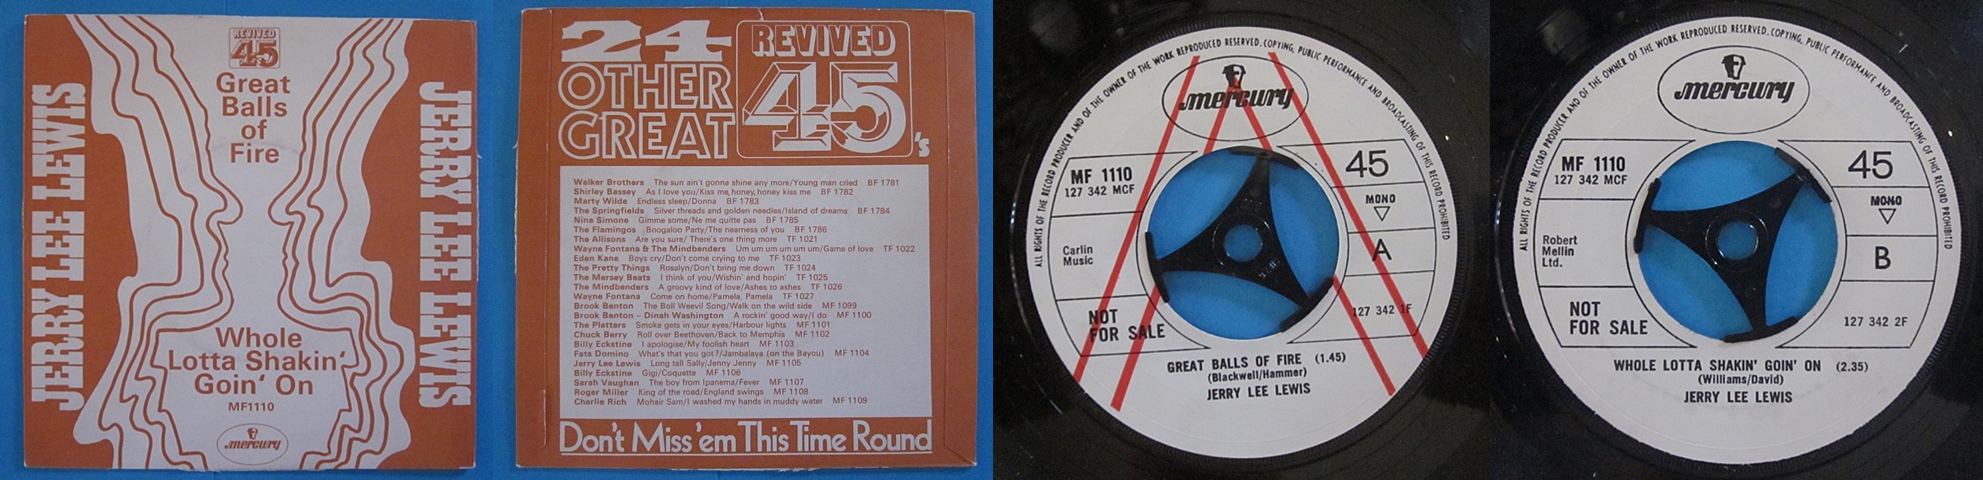 JERRY LEE LEWIS
REVIVED
45
Great
Balls
of
Fire
JERRY LEE LEWIS
Whole
Lotta Shakin'
Goin' On
MF1110
mercury
24
OTHER
GREAT
REVIVED
45's
Walker Brothers The sun ain't gonna shine any more/Young man cried BF 1781
Shirley Bassey As I love you/Kiss me, honey, honey kiss me BF 1782
Marty Wilde Endless sleep/Donna BF 1783
The Springfields Silver threads and golden needles/Island of dreams BF 1784
Nina Simone Gimme some/Ne me quitte pas BF 1785
The Flamingos Boogaloo Party/The nearness of you BF 1786
The Allisons Are you sure/There's one thing more TF 1021
Wayne Fontana & The Mindbenders Um um um um um um/Game of love TF 1022
Eden Kane Boys cry/Don't come crying to me TF 1023
The Pretty Things Rosalyn/Don't bring me down TF 1024
The Mersey Beats I think of you/Wishin' and hopin' TF 1025
The Mindbenders A groovy kind of love/Ashes to ashes TF 1026
Wayne Fontana Come on home/Pamela, Pamela TF 1027
Brook Benton The Boll Weevil Song/Walk on the wild side MF 1099
Brook Benton – Dinah Washington A rockin' good way/I do MF 1100
The Platters Smoke gets in your eyes/Harbour lights MF 1101
Chuck Berry Roll over Beethoven/Back to Memphis MF 1102
Billy Eckstine I apologise/My foolish heart MF 1103
Fats Domino What's that you got?/Jambalaya (on the Bayou) MF 1104
Jerry Lee Lewis Long tall Sally/Jenny Jenny MF 1105
Billy Eckstine Gigi/Coquette MF 1106
Sarah Vaughan The boy from Ipanema/Fever MF 1107
Roger Miller King of the road/England swings MF 1108
Charlie Rich Mohair Sam/I washed my hands in muddy water MF 1109
Don't Miss 'em This Time Round
ALL RIGHTS OF THE RECORD PRODUCER AND OF THE OWNER OF THE WORK REPRODUCED RESERVED. COPYING, PUBLIC PERFORMANCE AND BROADCASTING OF THIS RECORD PROHIBITED
mercury
MF 1110
127 342 MCF
45
MONO
Carlin
Music
A
NOT
FOR SALE
127 342 1F
GREAT BALLS OF FIRE (1.45)
(Blackwell/Hammer)
JERRY LEE LEWIS
ALL RIGHTS OF THE RECORD PRODUCER AND OF THE OWNER OF THE WORK REPRODUCED RESERVED. COPYING, PUBLIC PERFORMANCE AND BROADCASTING OF THIS RECORD PROHIBITED
mercury
MF 1110
127 342 MCF
45
MONO
Robert
Mellin
Ltd.
B
NOT
FOR SALE
127 342 2F
WHOLE LOTTA SHAKIN' GOIN' ON (2.35)
(Williams/David)
JERRY LEE LEWIS